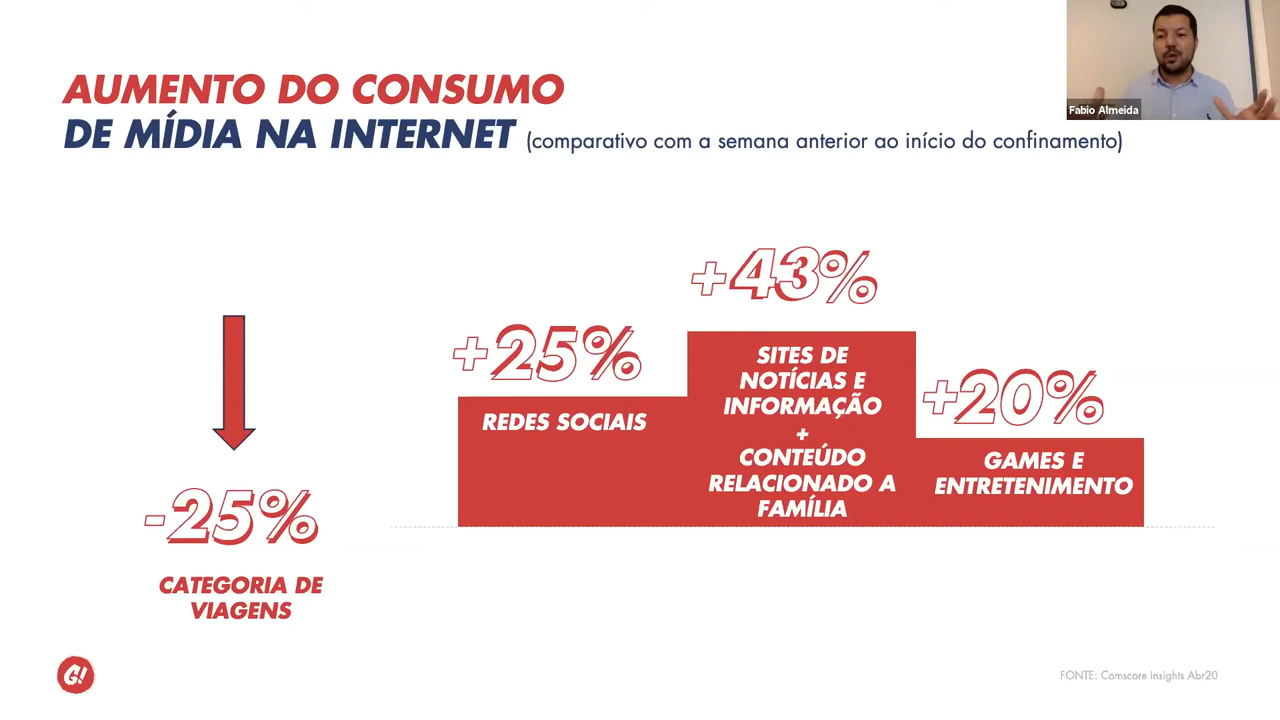 AUMENTO DO CONSUMO
DE MÍDIA NA INTERNET (comparativo com a semana anterior ao início do confinamento)
Fabio Almeida
+43%
+25%
+20%
SITES DE
NOTÍCIAS E
INFORMAÇÃO
+
CONTEÚDO
RELACIONADO A
FAMÍLIA
REDES SOCIAIS
GAMES E
ENTRETENIMENTO
-25%
CATEGORIA DE
VIAGENS
G!
FONTE: Comscore Insights Abr20